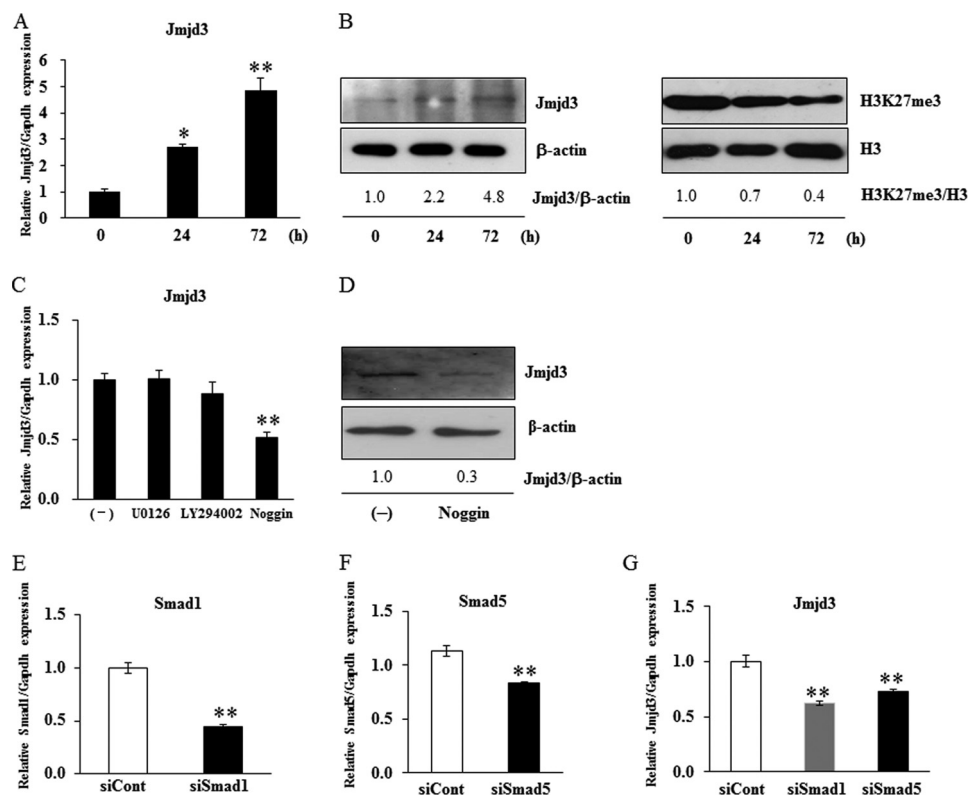 A
Jmjd3
Relative Jmjd3/Gapdh expression
6
5
4
3
2
1
0
*
**
0 24 72 (h)
B
Jmjd3
β-actin
1.0 2.2 4.8 Jmjd3/β-actin
0 24 72 (h)
H3K27me3
H3
1.0 0.7 0.4 H3K27me3/H3
0 24 72 (h)
C
Jmjd3
Relative Jmjd3/Gapdh expression
1.5
1.0
0.5
0.0
**
(−) U0126 LY294002 Noggin
D
Jmjd3
β-actin
1.0 0.3 Jmjd3/β-actin
(−) Noggin
E
Smad1
Relative Smad1/Gapdh expression
1.5
1.0
0.5
0.0
**
siCont siSmad1
F
Smad5
Relative Smad5/Gapdh expression
1.5
1.0
0.5
0.0
**
siCont siSmad5
G
Jmjd3
Relative Jmjd3/Gapdh expression
1.5
1.0
0.5
0.0
** **
siCont siSmad1 siSmad5